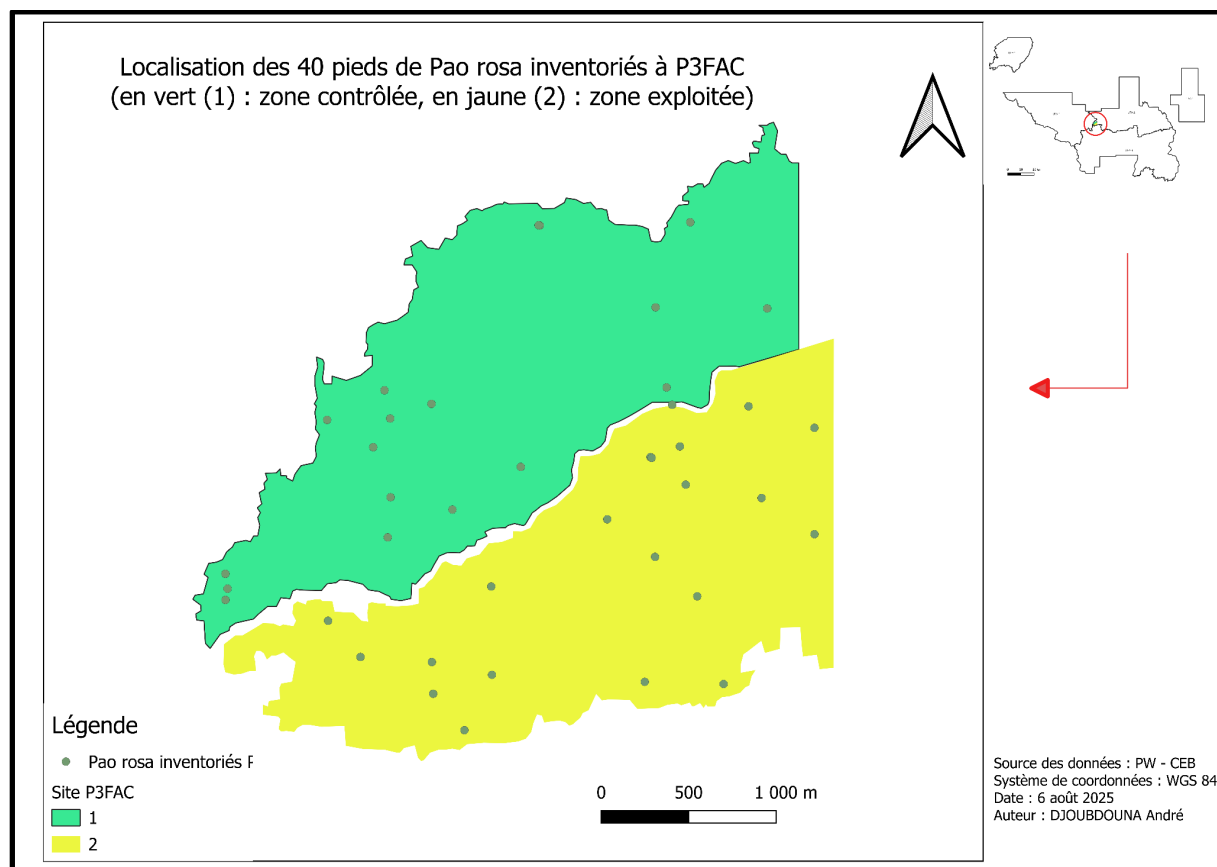 Localisation des 40 pieds de Pao rosa inventoriés à P3FAC
(en vert (1) : zone contrôlée, en jaune (2) : zone exploitée)
Légende
Pao rosa inventoriés F
Site P3FAC
1
2
0 500 1 000 m
Source des données : PW - CEB
Système de coordonnées : WGS 84
Date : 6 août 2025
Auteur : DJOUBDOUNA André